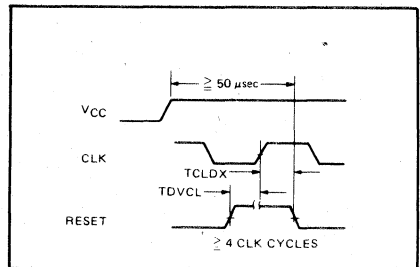 ≧ 50 μsec
VCC
CLK
TCLDX
TDVCL
RESET
≧ 4 CLK CYCLES